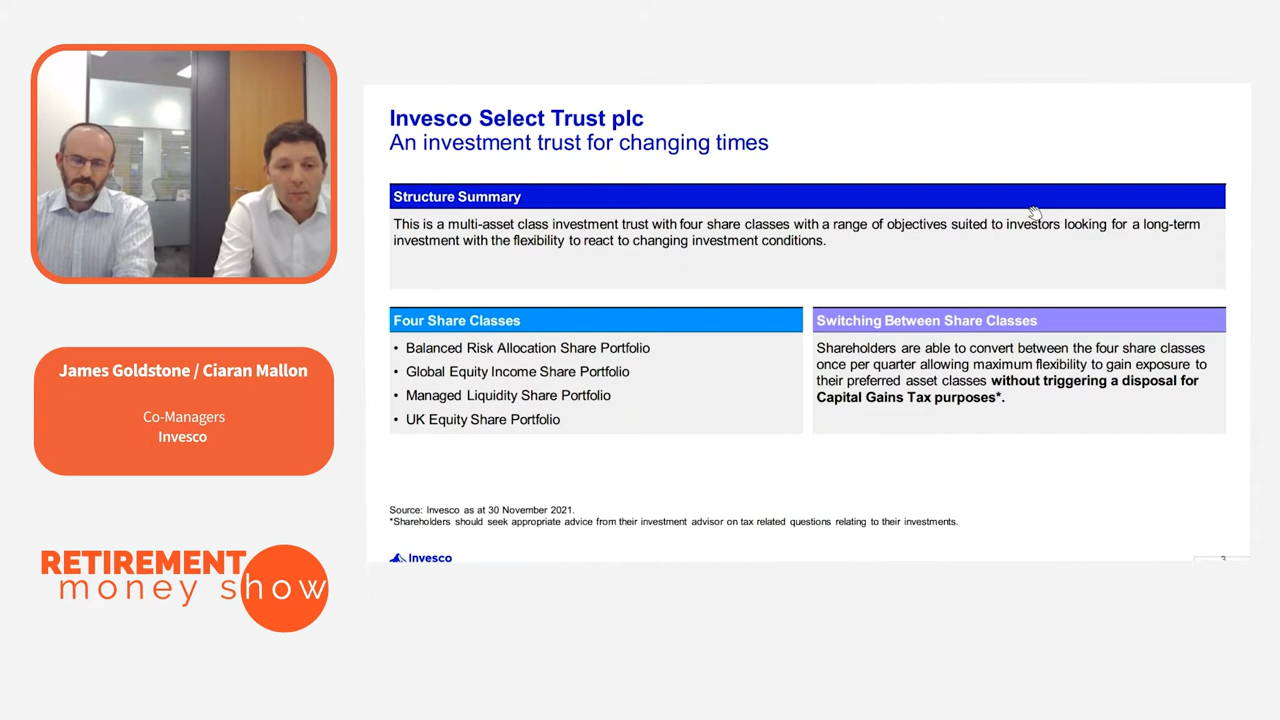 Invesco Select Trust plc
An investment trust for changing times
Structure Summary
This is a multi-asset class investment trust with four share classes with a range of objectives suited to investors looking for a long-term
investment with the flexibility to react to changing investment conditions.
Four Share Classes
• Balanced Risk Allocation Share Portfolio
• Global Equity Income Share Portfolio
• Managed Liquidity Share Portfolio
• UK Equity Share Portfolio
Switching Between Share Classes
Shareholders are able to convert between the four share classes
once per quarter allowing maximum flexibility to gain exposure to
their preferred asset classes without triggering a disposal for
Capital Gains Tax purposes*.
Source: Invesco as at 30 November 2021.
*Shareholders should seek appropriate advice from their investment advisor on tax related questions relating to their investments.
Invesco
3
James Goldstone / Ciaran Mallon
Co-Managers
Invesco
RETIREMENT
money show